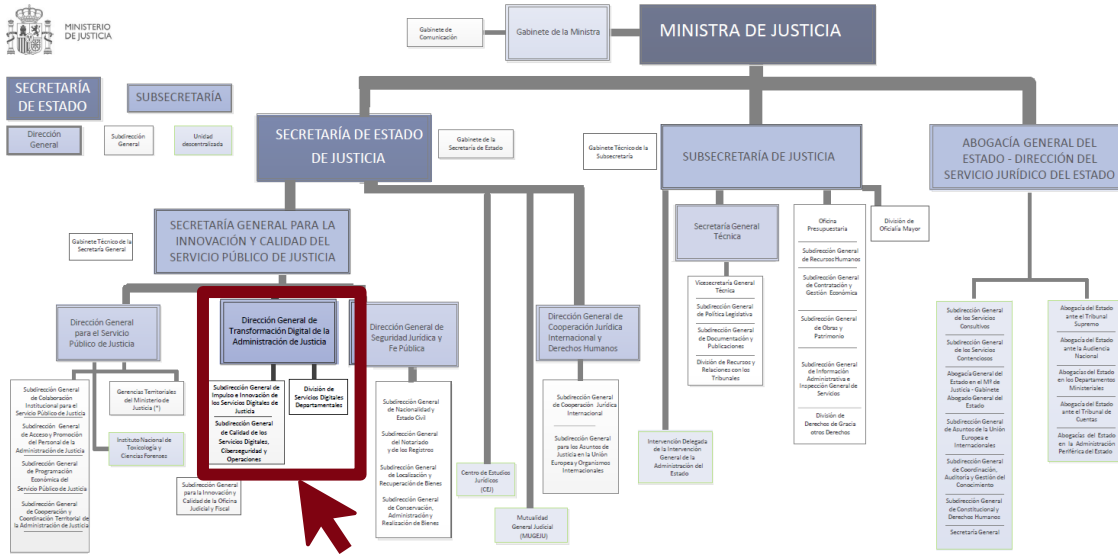 MINISTERIO
DE JUSTICIA
Gabinete de
Comunicación
Gabinete de la Ministra
MINISTRA DE JUSTICIA
SECRETARÍA
DE ESTADO
SUBSECRETARÍA
Dirección
General
Subdirección
General
Unidad
descentralizada
SECRETARÍA DE ESTADO
DE JUSTICIA
Gabinete de la
Secretaría de Estado
Gabinete Técnico de la
Subsecretaría
SUBSECRETARÍA DE JUSTICIA
ABOGACÍA GENERAL DEL
ESTADO - DIRECCIÓN DEL
SERVICIO JURÍDICO DEL ESTADO
Gabinete Técnico de la
Secretaría General
SECRETARÍA GENERAL PARA LA
INNOVACIÓN Y CALIDAD DEL
SERVICIO PÚBLICO DE JUSTICIA
Secretaría General
Técnica
Oficina
Presupuestaria
Subdirección General
de Recursos Humanos
Subdirección General
de Contratación y
Gestión Económica
Subdirección General
de Obras y
Patrimonio
Subdirección General
de Información
Administrativa e
Inspección General de
Servicios
División de
Derechos de Gracia y
otros Derechos
División de
Oficialía Mayor
Vicesecretaría General
Técnica
Subdirección General
de Política Legislativa
Subdirección General
de Documentación y
Publicaciones
División de Recursos y
Relaciones con los
Tribunales
Dirección General
para el Servicio
Público de Justicia
Dirección General de
Transformación Digital de la
Administración de Justicia
Dirección General de
Seguridad Jurídica y
Fe Pública
Dirección General de
Cooperación Jurídica
Internacional y
Derechos Humanos
Subdirección General
de Colaboración
Institucional para el
Servicio Público de Justicia
Subdirección General
de Acceso y Promoción
del Personal de la
Administración de Justicia
Subdirección General
de Programación
Económica del
Servicio Público de Justicia
Subdirección General
de Cooperación y
Coordinación Territorial de
la Administración de Justicia
Gerencias Territoriales
del Ministerio de
Justicia (*)
Instituto Nacional de
Toxicología y
Ciencias Forenses
Subdirección General de
Impulso e Innovación de
los Servicios Digitales de
Justicia
Subdirección General
de Calidad de los
Servicios Digitales,
Ciberseguridad y
Operaciones
División de
Servicios Digitales
Departamentales
Subdirección General
para la Innovación y
Calidad de la Oficina
Judicial y Fiscal
Subdirección General
de Nacionalidad y
Estado Civil
Subdirección General
del Notariado
y de los Registros
Subdirección General
de Localización y
Recuperación de Bienes
Subdirección General
de Conservación,
Administración y
Realización de Bienes
Centro de Estudios
Jurídicos
(CEJ)
Mutualidad
General Judicial
(MUGEJU)
Subdirección General
de Cooperación Jurídica
Internacional
Subdirección General
para los Asuntos de
Justicia en la Unión
Europea y Organismos
Internacionales
Intervención Delegada
de la Intervención
General de la
Administración del
Estado
Subdirección General
de los Servicios
Consultivos
Subdirección General
de los Servicios
Contenciosos
Abogacía General del
Estado en el Mº de
Justicia - Gabinete
Abogado General del
Estado
Subdirección General
de Asuntos de la Unión
Europea e
Internacionales
Subdirección General
de Coordinación,
Auditoría y Gestión del
Conocimiento
Subdirección General
de Constitucional y
Derechos Humanos
Secretaría General
Abogacía del Estado
ante el Tribunal
Supremo
Abogacía del Estado
ante la Audiencia
Nacional
Abogacías del Estado
en los Departamentos
Ministeriales
Abogacía del Estado
ante el Tribunal de
Cuentas
Abogacías del Estado
en la Administración
Periférica del Estado